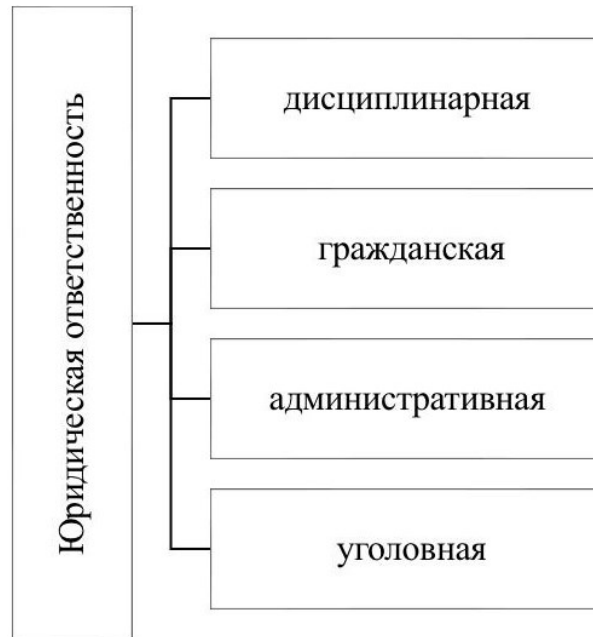 Юридическая ответственность
дисциплинарная
гражданская
административная
уголовная